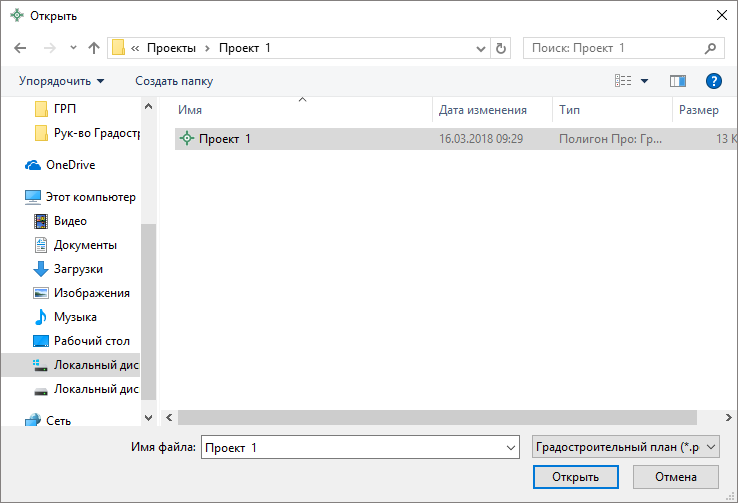 Открыть
« Проекты › Проект 1
Поиск: Проект 1
Упорядочить
Создать папку
?
Имя
Дата изменения
Тип
Размер
ГРП
Рук-во Градостр
OneDrive
Этот компьютер
Видео
Документы
Загрузки
Изображения
Музыка
Рабочий стол
Локальный дис
Локальный дис
Сеть
Проект 1
16.03.2018 09:29
Полигон Про: Гр...
13 К
Имя файла:
Проект 1
Градостроительный план (*.p
Открыть
Отмена